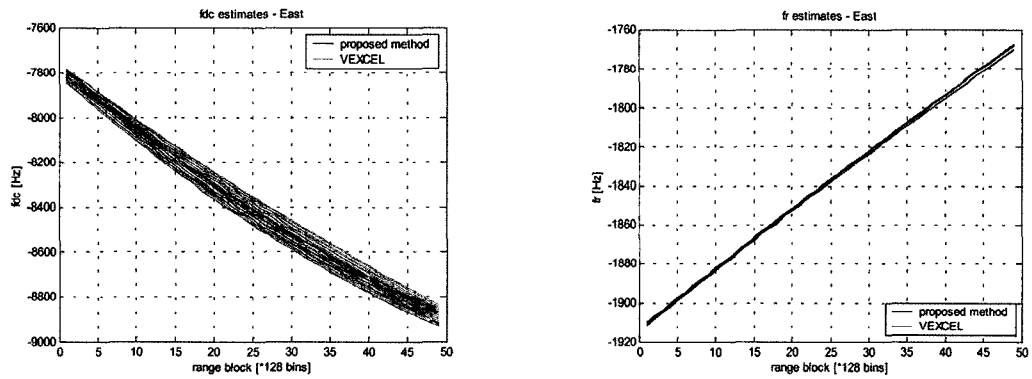 fdc estimates - East
-7600
-7800
-8000
-8200
-8400
-8600
-8800
-9000
fdc [Hz]
proposed method
VEXCEL
0 5 10 15 20 25 30 35 40 45 50
range block [*128 bins]
fr estimates - East
-1760
-1780
-1800
-1820
-1840
-1860
-1880
-1900
-1920
fr [Hz]
proposed method
VEXCEL
0 5 10 15 20 25 30 35 40 45 50
range block [*128 bins]